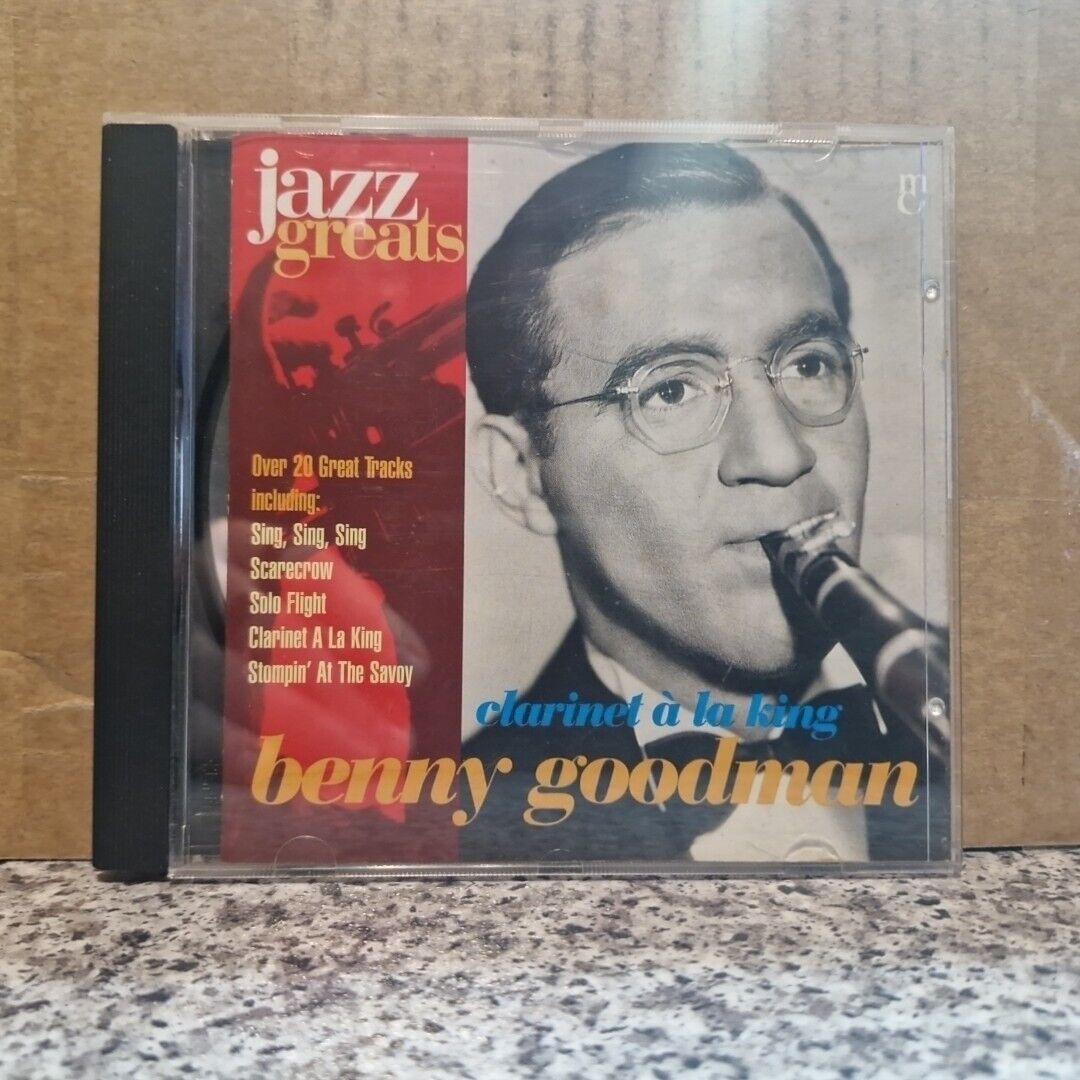 jazz
greats
mc
Over 20 Great Tracks
including:
Sing, Sing, Sing
Scarecrow
Solo Flight
Clarinet A La King
Stompin' At The Savoy
clarinet à la king
benny goodman